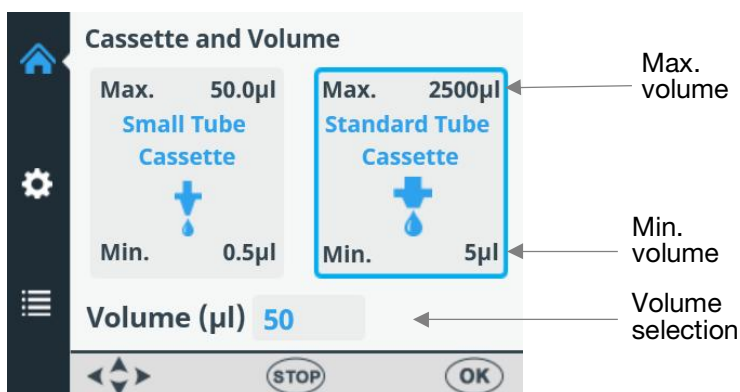 Cassette and Volume
Max. 50.0µl
Small Tube
Cassette
Min. 0.5µl
Max. 2500µl
Standard Tube
Cassette
Min. 5µl
Volume (µl) 50
STOP
OK
Max.
volume
Min.
volume
Volume
selection